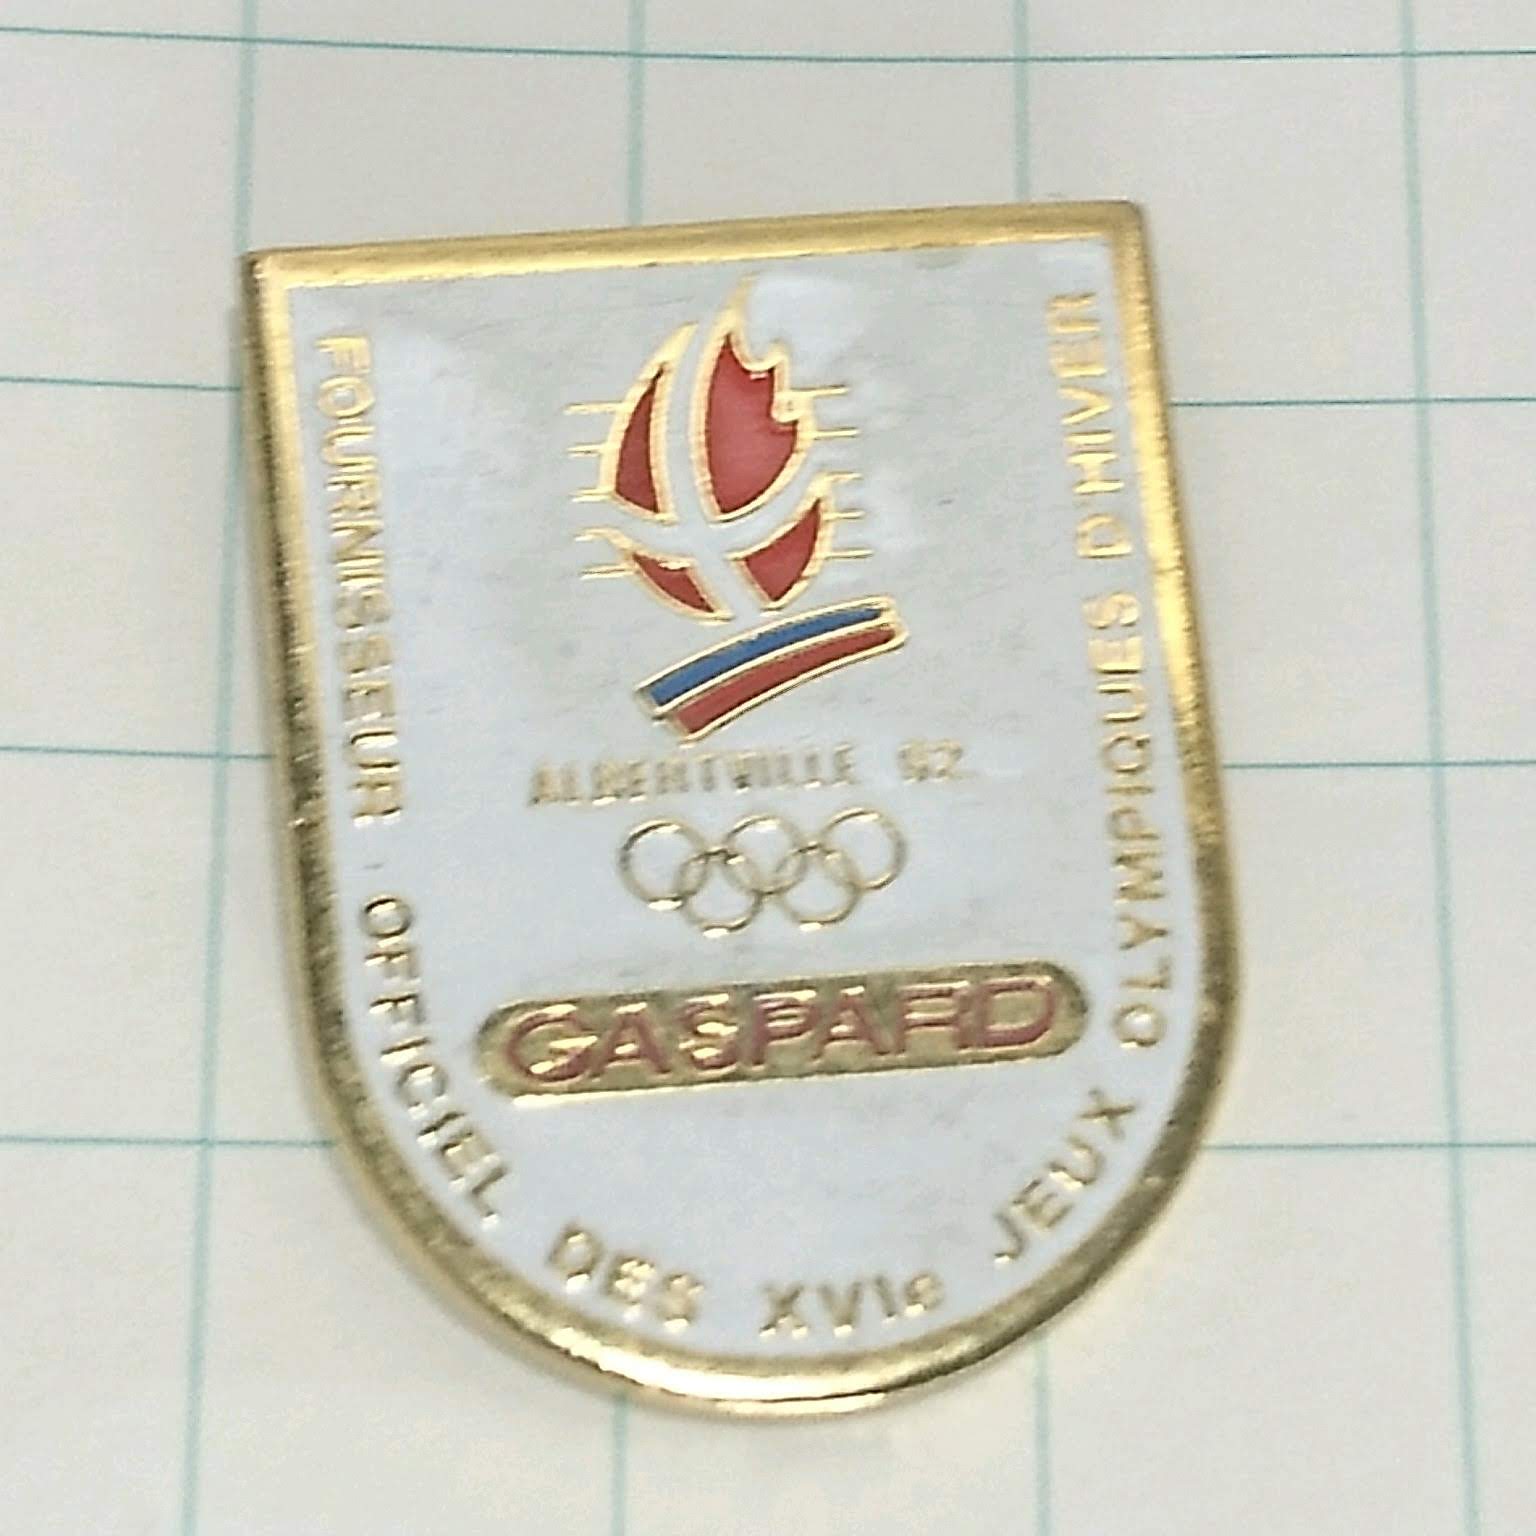 ALBERTVILLE 92
GASPARD
FOURNISSEUR OFFICIEL DES XVIe JEUX OLYMPIQUES D'HIVER